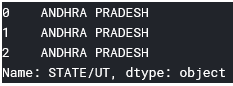 0    ANDHRA PRADESH
1    ANDHRA PRADESH
2    ANDHRA PRADESH
Name: STATE/UT, dtype: object